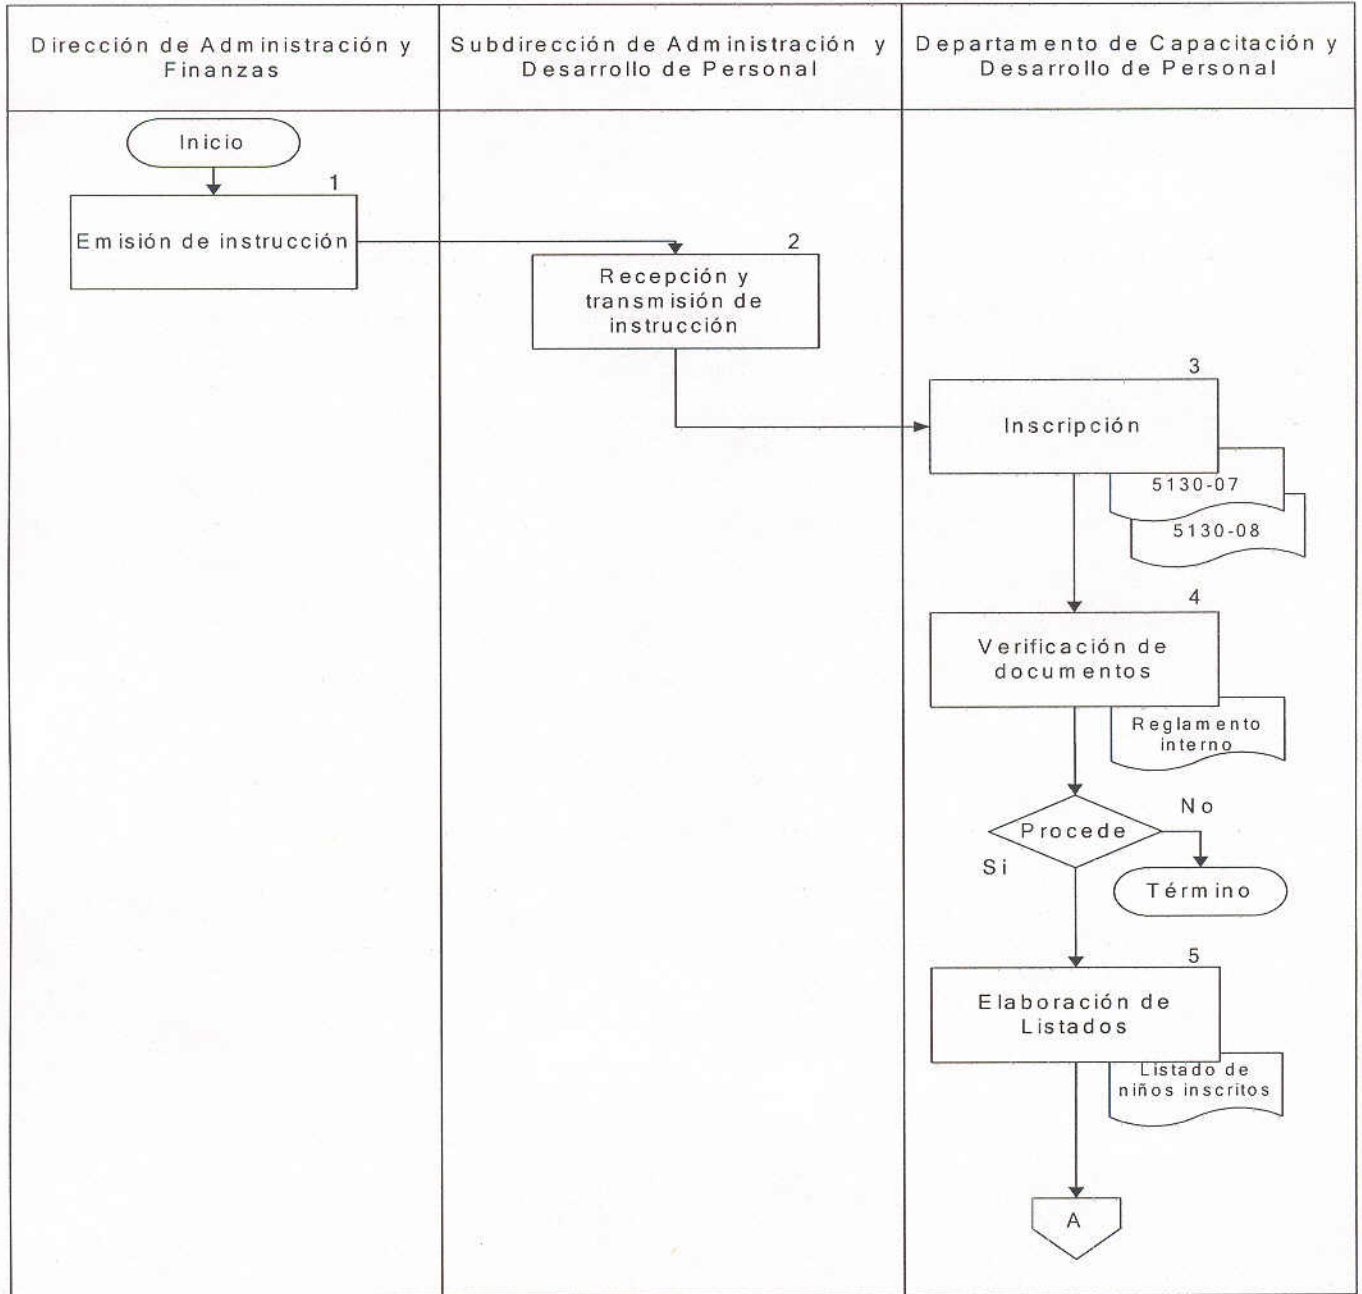 Dirección de Administración y
Finanzas
Subdirección de Administración y
Desarrollo de Personal
Departamento de Capacitación y
Desarrollo de Personal
Inicio
1
Emisión de instrucción
2
Recepción y
transmisión de
instrucción
3
Inscripción
5130-07
5130-08
4
Verificación de
documentos
Reglamento
interno
Procede
No
Si
Término
5
Elaboración de
Listados
Listado de
niños inscritos
A